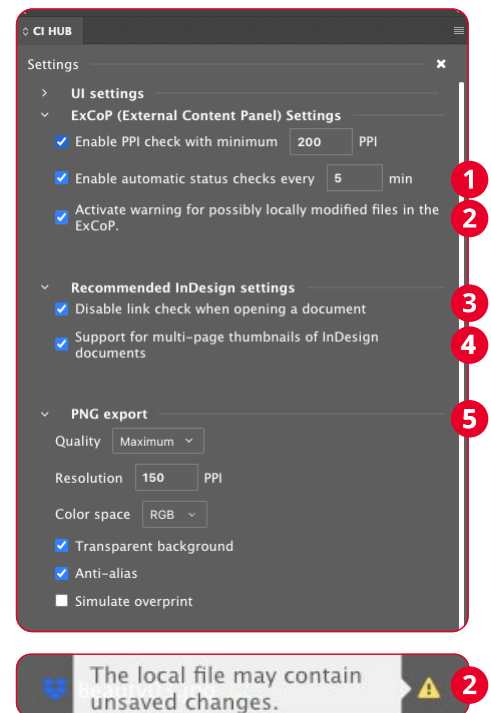 CI HUB
Settings
UI settings
ExCoP (External Content Panel) Settings
Enable PPI check with minimum 200 PPI
Enable automatic status checks every 5 min 1
Activate warning for possibly locally modified files in the 2
ExCoP.
Recommended InDesign settings
Disable link check when opening a document 3
Support for multi-page thumbnails of InDesign 4
documents
PNG export 5
Quality Maximum
Resolution 150 PPI
Color space RGB
Transparent background
Anti-alias
Simulate overprint
The local file may contain 2
unsaved changes.